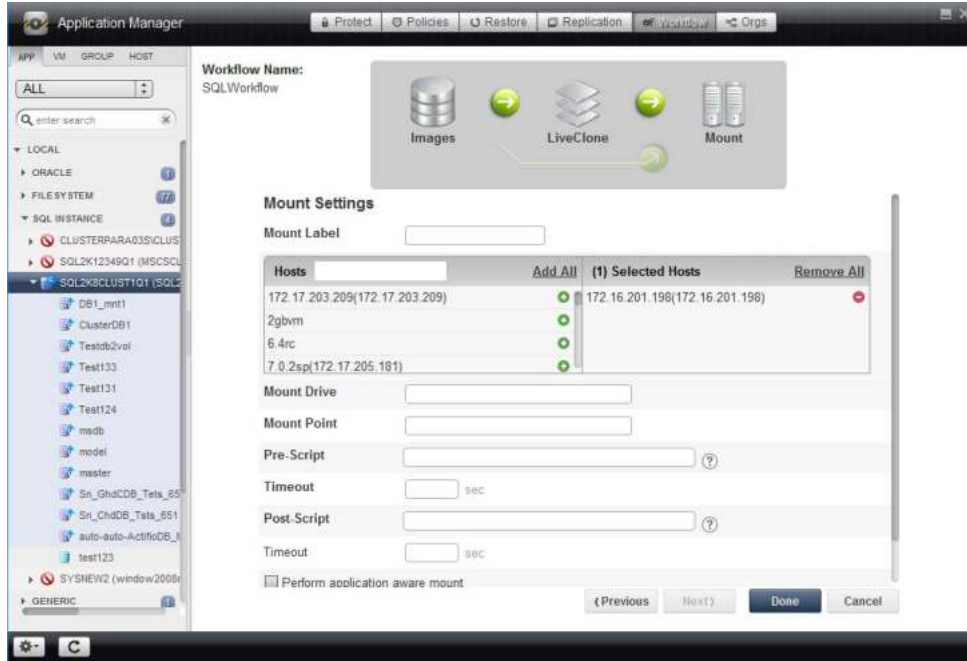 Application Manager
Protect
Policies
Restore
Replication
Workflow
Orgs
APP VM GROUP HOST
ALL
enter search
LOCAL
ORACLE
FILESYSTEM
SQL INSTANCE
CLUSTERPARA03S\CLUS
SQL2K12349Q1 (MSCSCL
SQL2K8CLUST1Q1 (SQL2
DB1_mnt1
ClusterDB1
Testdb2vol
Test133
Test131
Test124
msdb
model
master
Sn_GhdCDB_Tets_65
Sn_ChdDB_Tsts_651
auto-auto-ActifioDB_
test123
SYSNEW2 (window2008
GENERIC
Workflow Name:
SQLWorkflow
Images
LiveClone
Mount
Mount Settings
Mount Label
Hosts
Add All
(1) Selected Hosts
Remove All
172.17.203.209(172.17.203.209)
172.16.201.198(172.16.201.198)
2gbvm
6.4rc
7.0.2sp(172.17.205.181)
Mount Drive
Mount Point
Pre-Script
?
Timeout
sec
Post-Script
?
Timeout
sec
Perform application aware mount
Previous
Next
Done
Cancel